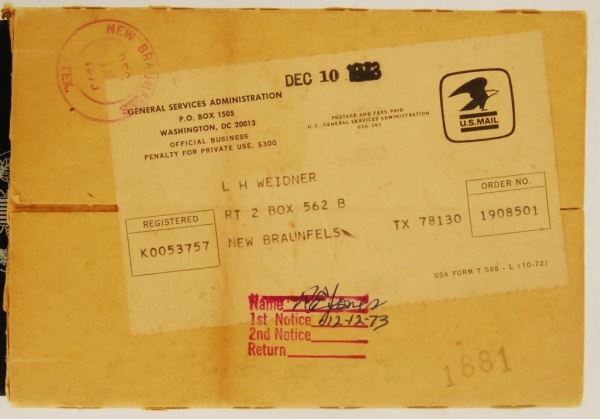 NEW BRAUNFELS
TEX.
DEC 10 1973
GENERAL SERVICES ADMINISTRATION
P.O. BOX 1505
WASHINGTON, DC 20013
OFFICIAL BUSINESS
PENALTY FOR PRIVATE USE, $300
POSTAGE AND FEES PAID
U.S. GENERAL SERVICES ADMINISTRATION
U.S.MAIL
L H WEIDNER
RT 2 BOX 562 B
NEW BRAUNFELS
TX 78130
REGISTERED
K0053757
ORDER NO.
1908501
GSA FORM T 588 - L (10-72)
Name
1st Notice 12-12-73
2nd Notice
Return
1881